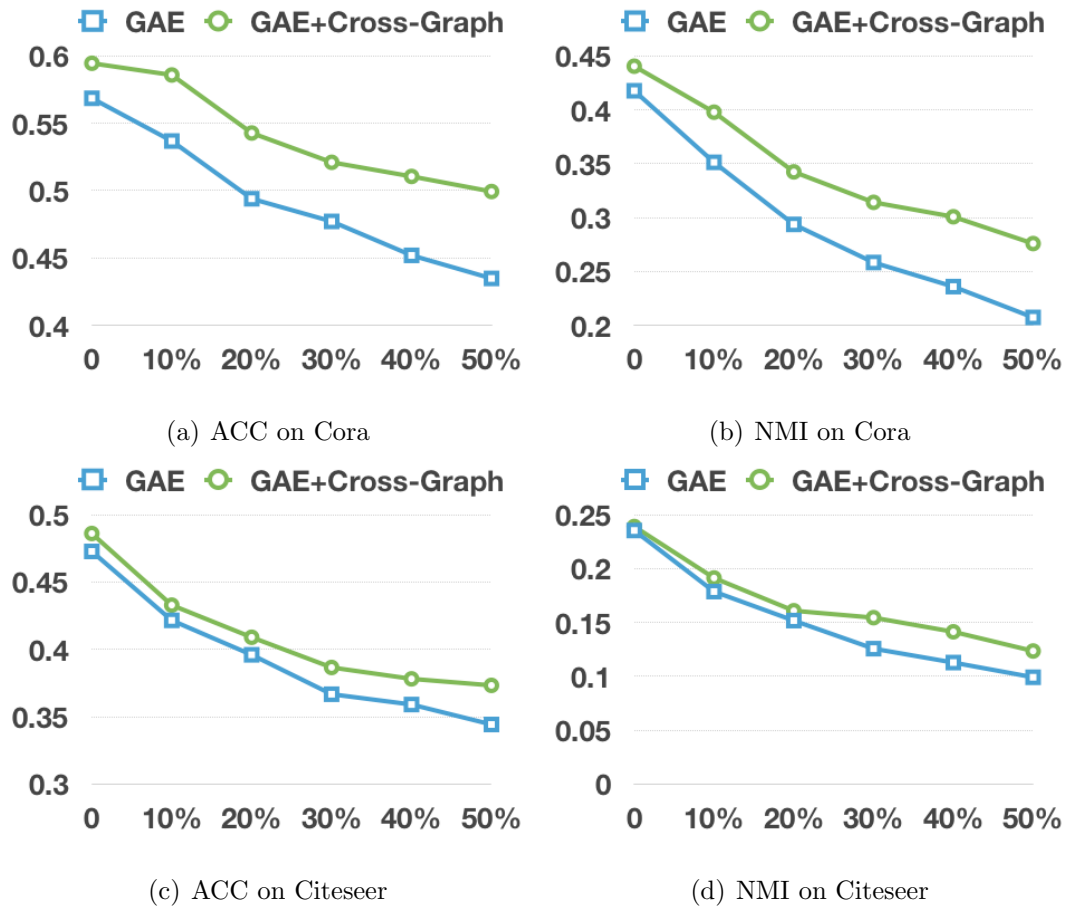 GAE GAE+Cross-Graph
0.6
0.55
0.5
0.45
0.4
0 10% 20% 30% 40% 50%
(a) ACC on Cora
GAE GAE+Cross-Graph
0.45
0.4
0.35
0.3
0.25
0.2
0 10% 20% 30% 40% 50%
(b) NMI on Cora
GAE GAE+Cross-Graph
0.5
0.45
0.4
0.35
0.3
0 10% 20% 30% 40% 50%
(c) ACC on Citeseer
GAE GAE+Cross-Graph
0.25
0.2
0.15
0.1
0.05
0
0 10% 20% 30% 40% 50%
(d) NMI on Citeseer